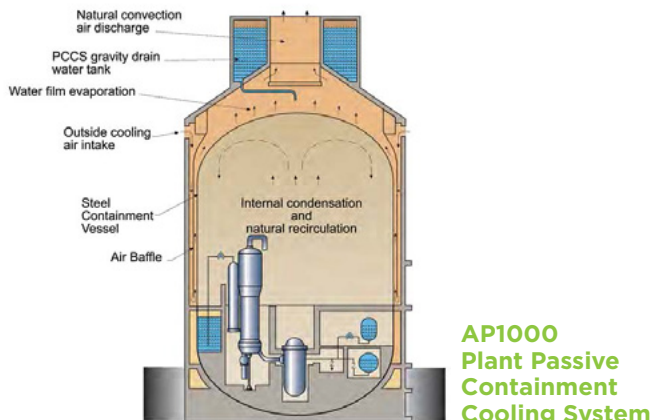 Natural convection
air discharge
PCCS gravity drain
water tank
Water film evaporation
Outside cooling
air intake
Steel
Containment
Vessel
Air Baffle
Internal condensation
and
natural recirculation
AP1000
Plant Passive
Containment
Cooling System